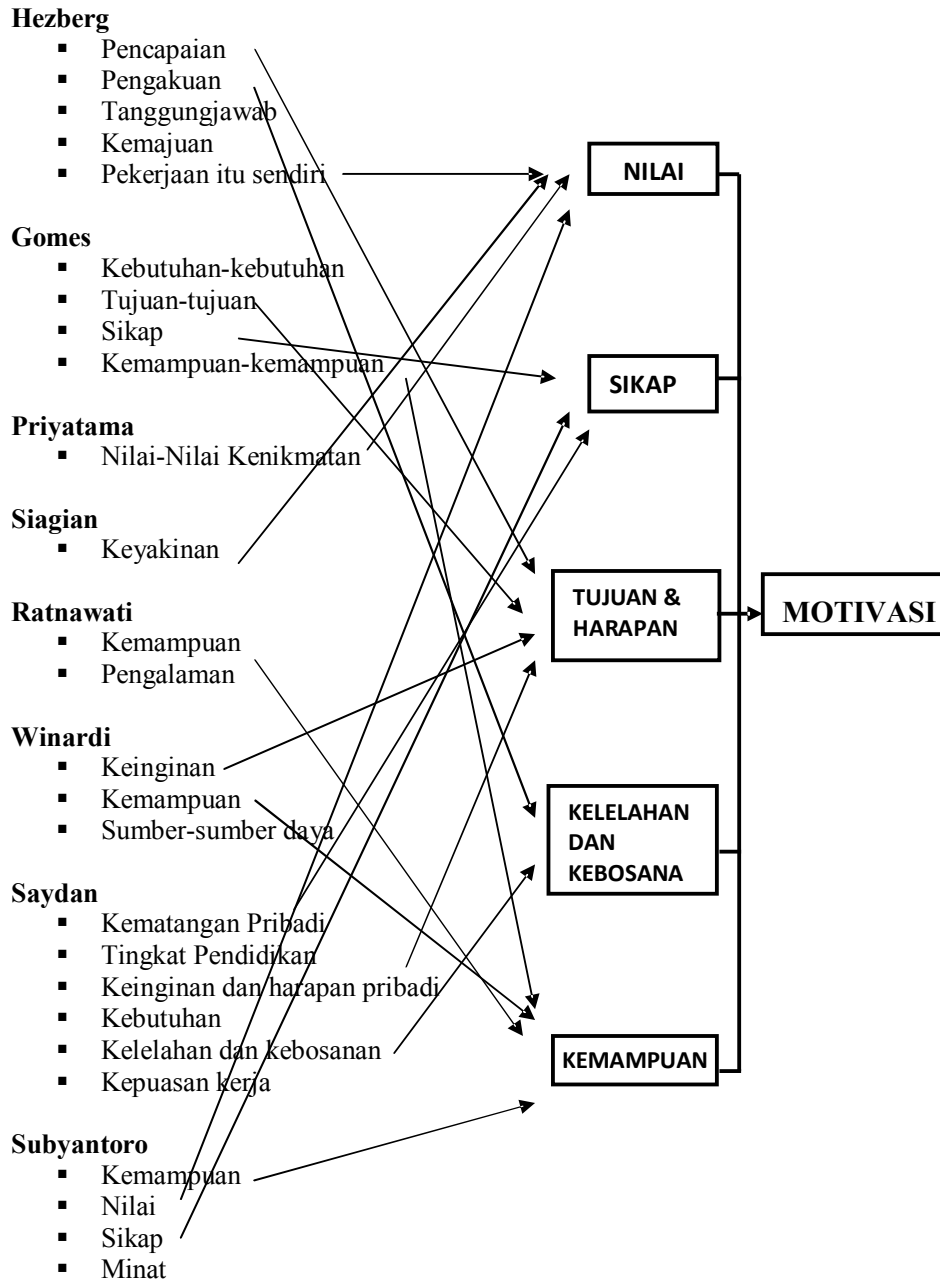 Hezberg
▪ Pencapaian
▪ Pengakuan
▪ Tanggungjawab
▪ Kemajuan
▪ Pekerjaan itu sendiri
Gomes
▪ Kebutuhan-kebutuhan
▪ Tujuan-tujuan
▪ Sikap
▪ Kemampuan-kemampuan
Priyatama
▪ Nilai-Nilai Kenikmatan
Siagian
▪ Keyakinan
Ratnawati
▪ Kemampuan
▪ Pengalaman
Winardi
▪ Keinginan
▪ Kemampuan
▪ Sumber-sumber daya
Saydan
▪ Kematangan Pribadi
▪ Tingkat Pendidikan
▪ Keinginan dan harapan pribadi
▪ Kebutuhan
▪ Kelelahan dan kebosanan
▪ Kepuasan kerja
Subyantoro
▪ Kemampuan
▪ Nilai
▪ Sikap
▪ Minat
NILAI
SIKAP
TUJUAN &
HARAPAN
KELELAHAN
DAN
KEBOSANA
KEMAMPUAN
MOTIVASI